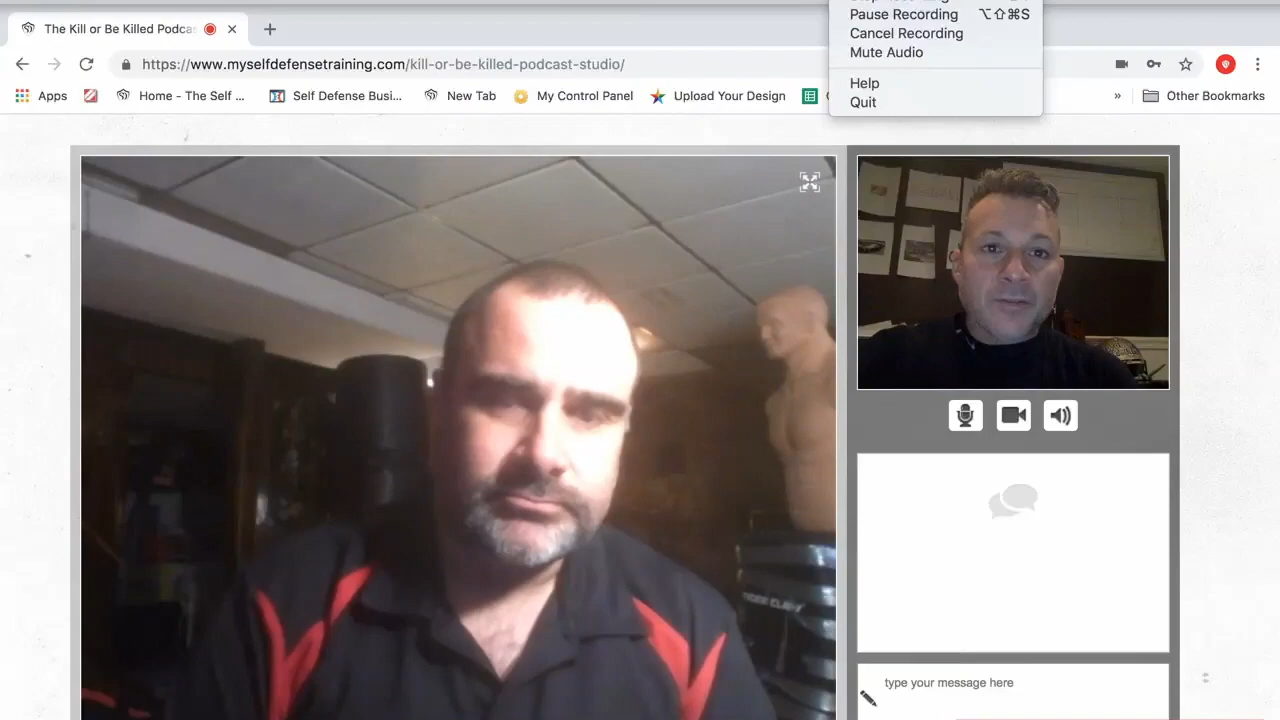 The Kill or Be Killed Podca
Pause Recording ⌥⇧⌘S
Cancel Recording
Mute Audio
Help
Quit
https://www.myselfdefensetraining.com/kill-or-be-killed-podcast-studio/
Apps
Home - The Self ...
Self Defense Busi...
New Tab
My Control Panel
Upload Your Design
»
Other Bookmarks
type your message here